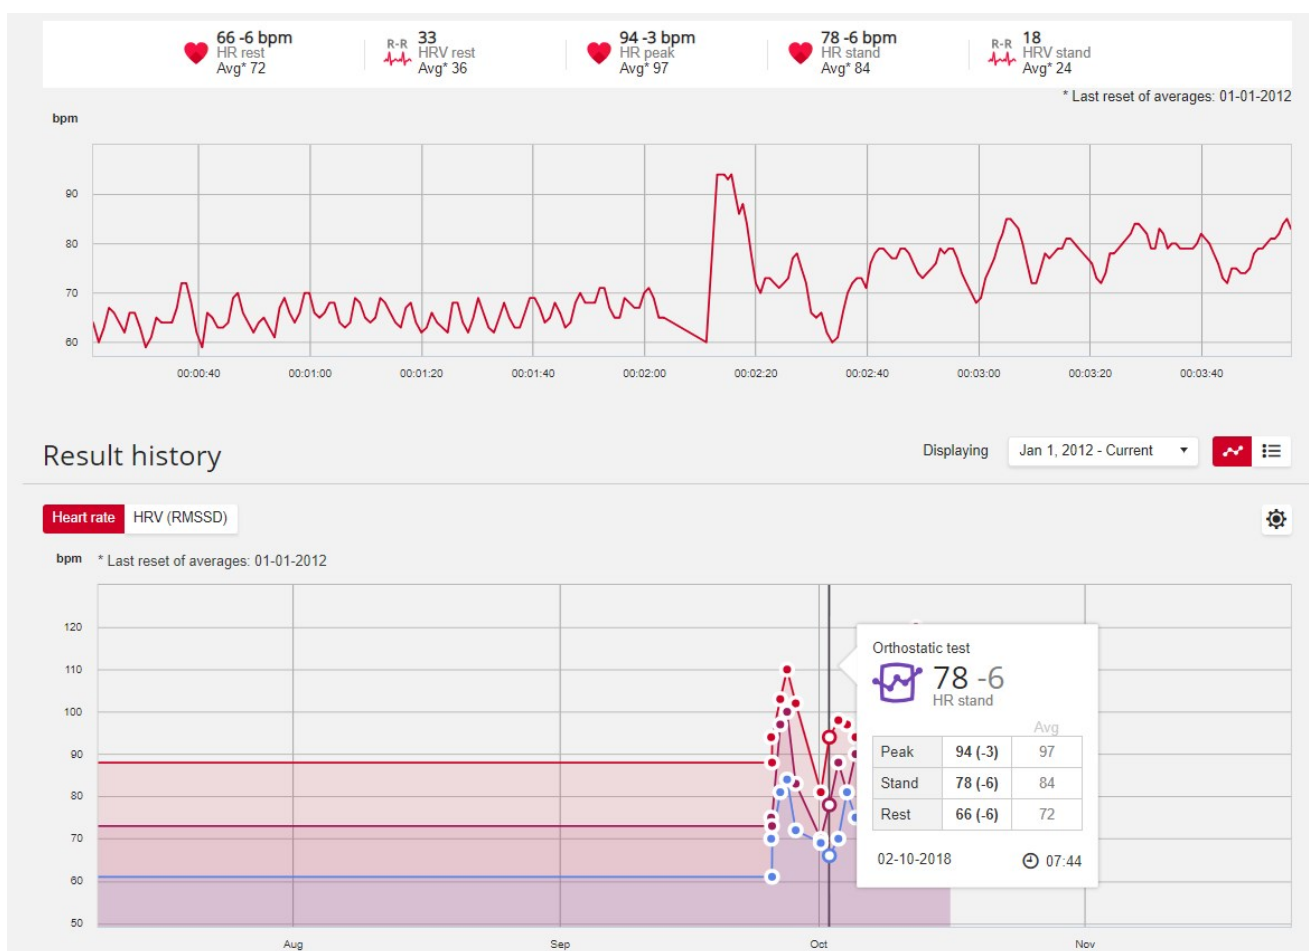 66 -6 bpm
HR rest
Avg* 72
R-R 33
HRV rest
Avg* 36
94 -3 bpm
HR peak
Avg* 97
78 -6 bpm
HR stand
Avg* 84
R-R 18
HRV stand
Avg* 24
* Last reset of averages: 01-01-2012
bpm
90
80
70
60
00:00:40 00:01:00 00:01:20 00:01:40 00:02:00 00:02:20 00:02:40 00:03:00 00:03:20 00:03:40
Result history
Displaying Jan 1, 2012 - Current
Heart rate HRV (RMSSD)
bpm * Last reset of averages: 01-01-2012
120
110
100
90
80
70
60
50
Aug Sep Oct Nov
Orthostatic test
78 -6
HR stand
Avg
Peak 94 (-3) 97
Stand 78 (-6) 84
Rest 66 (-6) 72
02-10-2018 07:44